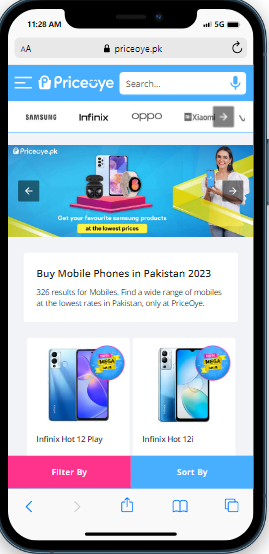 11:28 AM
5G
AA
priceoye.pk
Priceoye
Search...
SAMSUNG
Infinix
oppo
Xiaomi
Priceoye.pk
Get your favourite samsung products
at the lowest prices
Buy Mobile Phones in Pakistan 2023
326 results for Mobiles. Find a wide range of mobiles
at the lowest rates in Pakistan, only at PriceOye.
MEGA
MEGA
Infinix Hot 12 Play
Infinix Hot 12i
Filter By
Sort By